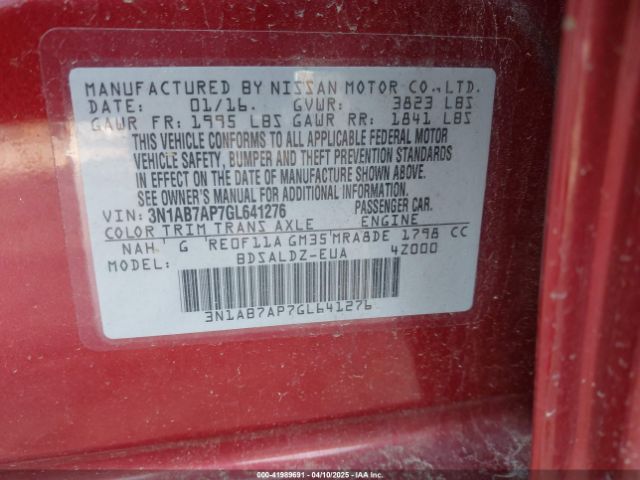 MANUFACTURED BY NISSAN MOTOR CO.,LTD.
DATE: 01/16. GVWR: 3823 LBS
GAWR FR: 1995 LBS GAWR RR: 1841 LBS
THIS VEHICLE CONFORMS TO ALL APPLICABLE FEDERAL MOTOR
VEHICLE SAFETY, BUMPER AND THEFT PREVENTION STANDARDS
IN EFFECT ON THE DATE OF MANUFACTURE SHOWN ABOVE.
SEE OWNER'S MANUAL FOR ADDITIONAL INFORMATION
VIN: 3N1AB7AP7GL641276 PASSENGER CAR.
COLOR TRIM TRANS AXLE ENGINE
NAH G RE0F11A GM35 MRA8DE 1798 CC
MODEL: BDSALDZ-EUA 4Z000
3N1AB7AP7GL641276
000-41989691 - 04/10/2025 - IAAI.COM